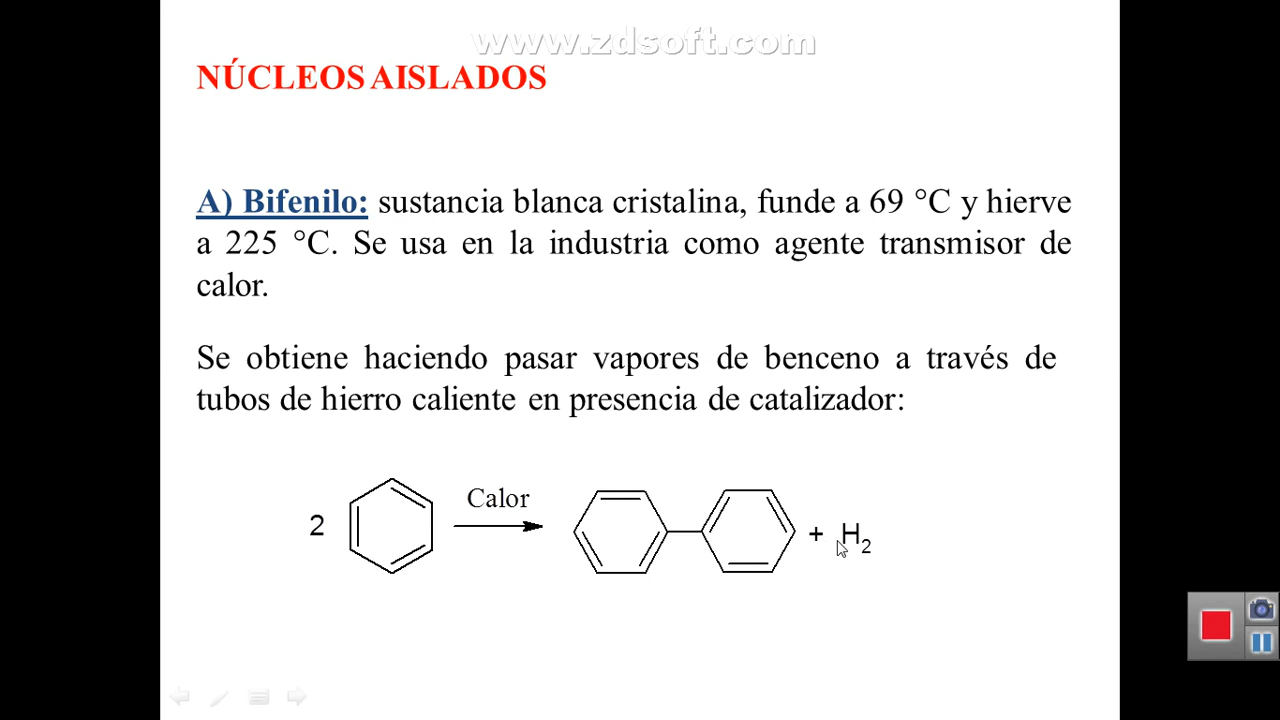 www.zdsoft.com
NÚCLEOS AISLADOS
A) Bifenilo: sustancia blanca cristalina, funde a 69 °C y hierve
a 225 °C. Se usa en la industria como agente transmisor de
calor.
Se obtiene haciendo pasar vapores de benceno a través de
tubos de hierro caliente en presencia de catalizador:
Calor
2 + H₂